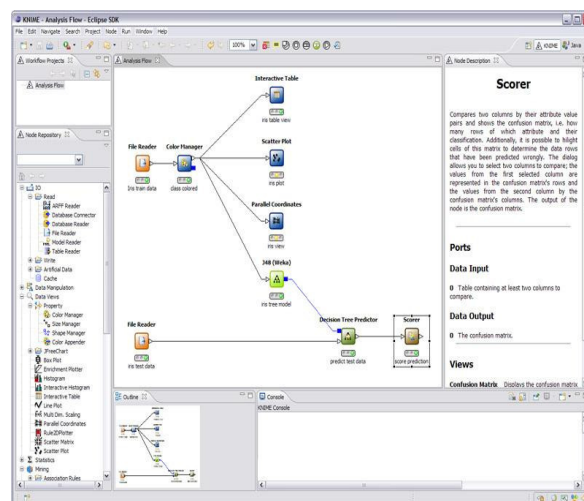 KNIME - Analysis Flow - Eclipse SDK
File Edit Navigate Search Project Node Run Window Help
100%
KNIME Java
Workflow Projects
Analysis Flow
Node Repository
IO
Read
ARFF Reader
Database Connector
Database Reader
File Reader
Model Reader
Table Reader
Write
Artificial Data
Cache
Data Manipulation
Data Views
Property
Color Manager
Size Manager
Shape Manager
Color Appender
JFreeChart
Box Plot
Enrichment Plotter
Histogram
Interactive Histogram
Interactive Table
Line Plot
Multi Dim. Scaling
Parallel Coordinates
Rule2DPlotter
Scatter Matrix
Scatter Plot
Statistics
Mining
Association Rules
Analysis Flow
Interactive Table
iris table view
File Reader
Color Manager
Scatter Plot
Iris train data
class colored
iris plot
Parallel Coordinates
iris view
J48 (Weka)
iris tree model
File Reader
Decision Tree Predictor
Scorer
iris test data
predict test data
score prediction
Outline
Console
KNIME Console
Node Description
Scorer
Compares two columns by their attribute value
pairs and shows the confusion matrix, i.e. how
many rows of which attribute and their
classification. Additionally, it is possible to hilight
cells of this matrix to determine the data rows
that have been predicted wrongly. The dialog
allows you to select two columns to compare; the
values from the first selected column are
represented in the confusion matrix's rows and
the values from the second column by the
confusion matrix's columns. The output of the
node is the confusion matrix.
Ports
Data Input
0 Table containing at least two columns to
compare.
Data Output
0 The confusion matrix.
Views
Confusion Matrix Displays the confusion matrix